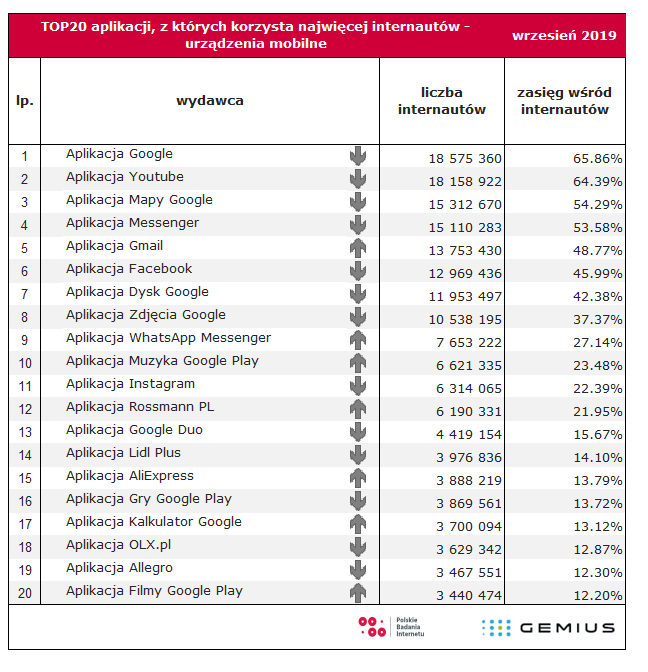 TOP20 aplikacji, z których korzysta najwięcej internautów -
urządzenia mobilne
wrzesień 2019
lp.
wydawca
liczba
internautów
zasięg wśród
internautów
1 Aplikacja Google 18 575 360 65.86%
2 Aplikacja Youtube 18 158 922 64.39%
3 Aplikacja Mapy Google 15 312 670 54.29%
4 Aplikacja Messenger 15 110 283 53.58%
5 Aplikacja Gmail 13 753 430 48.77%
6 Aplikacja Facebook 12 969 436 45.99%
7 Aplikacja Dysk Google 11 953 497 42.38%
8 Aplikacja Zdjęcia Google 10 538 195 37.37%
9 Aplikacja WhatsApp Messenger 7 653 222 27.14%
10 Aplikacja Muzyka Google Play 6 621 335 23.48%
11 Aplikacja Instagram 6 314 065 22.39%
12 Aplikacja Rossmann PL 6 190 331 21.95%
13 Aplikacja Google Duo 4 419 154 15.67%
14 Aplikacja Lidl Plus 3 976 836 14.10%
15 Aplikacja AliExpress 3 888 219 13.79%
16 Aplikacja Gry Google Play 3 869 561 13.72%
17 Aplikacja Kalkulator Google 3 700 094 13.12%
18 Aplikacja OLX.pl 3 629 342 12.87%
19 Aplikacja Allegro 3 467 551 12.30%
20 Aplikacja Filmy Google Play 3 440 474 12.20%
Polskie
Badania
Internetu
GEMIUS